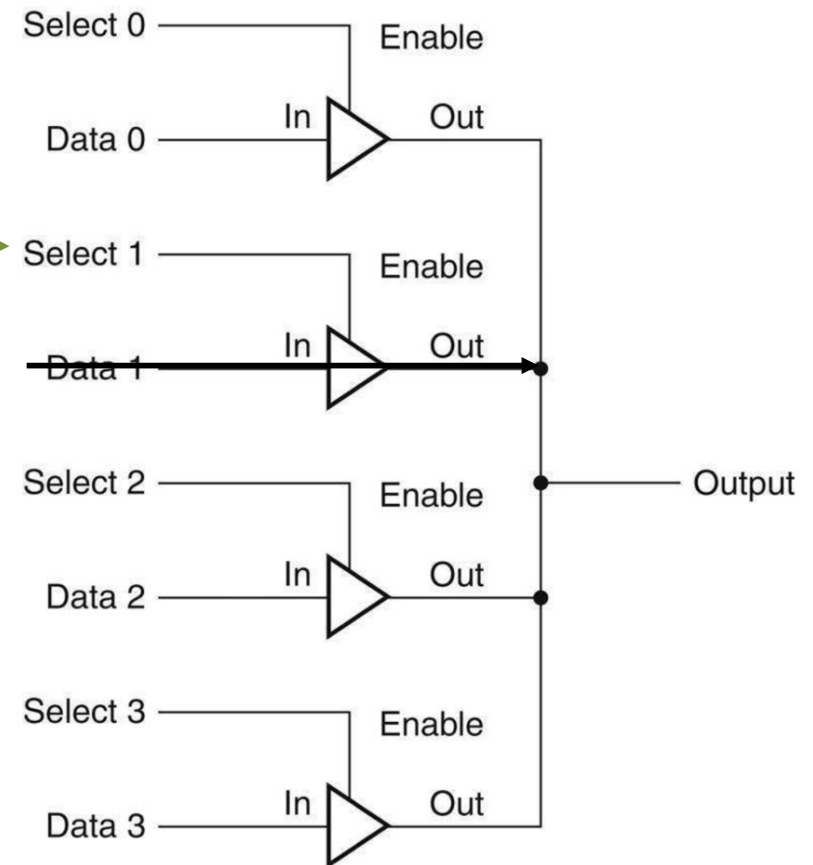 Select 0
Enable
In
Out
Data 0
Select 1
Enable
In
Out
Data 1
Select 2
Enable
Output
In
Out
Data 2
Select 3
Enable
In
Out
Data 3